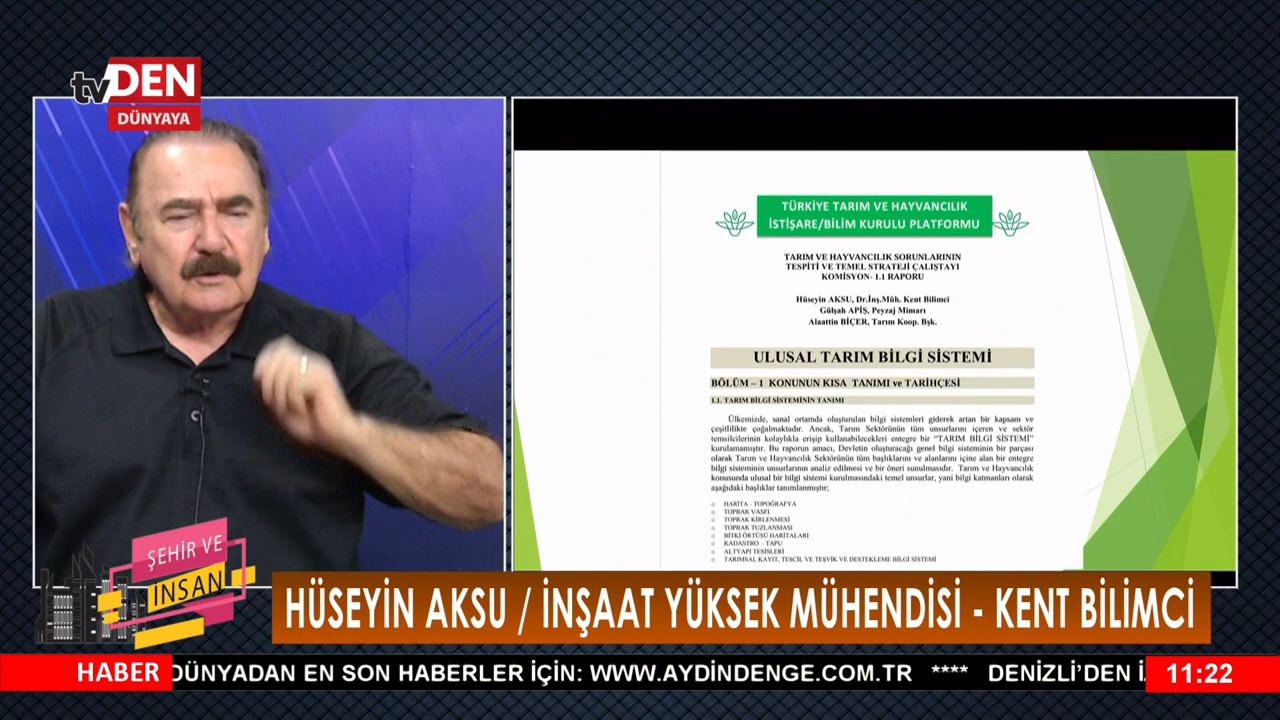 tvDEN
DÜNYAYA
TÜRKİYE TARIM VE HAYVANCILIK
İSTİŞARE/BİLİM KURULU PLATFORMU
TARIM VE HAYVANCILIK SORUNLARININ
TESPİTİ VE TEMEL STRATEJİ ÇALIŞTAYI
KOMİSYON- 1.1 RAPORU
Hüseyin AKSU, Dr.İnş.Müh. Kent Bilimci
Gülşah APİŞ, Peyzaj Mimarı
Alaattin BİÇER, Tarım Koop. Bşk.
ULUSAL TARIM BİLGİ SİSTEMİ
BÖLÜM – 1 KONUNUN KISA TANIMI ve TARİHÇESİ
1.1. TARIM BİLGİ SİSTEMİNİN TANIMI
Ülkemizde, sanal ortamda oluşturulan bilgi sistemleri giderek artan bir kapsam ve
çeşitlilikte çoğalmaktadır. Ancak, Tarım Sektörünün tüm unsurlarını içeren ve sektör
temsilcilerinin kolaylıkla erişip kullanabilecekleri entegre bir “TARIM BİLGİ SİSTEMİ”
kurulamamıştır. Bu raporun amacı, Devletin oluşturacağı genel bilgi sisteminin bir parçası
olarak Tarım ve Hayvancılık Sektörünün tüm başlıklarını ve alanlarını içine alan bir entegre
bilgi sisteminin unsurlarının analiz edilmesi ve bir öneri sunulmasıdır. Tarım ve Hayvancılık
konusunda ulusal bir bilgi sistemi kurulmasındaki temel unsurlar, yani bilgi katmanları olarak
aşağıdaki başlıklar tanımlanmıştır;
o HARİTA - TOPOĞRAFYA
o TOPRAK VASFI
o TOPRAK KİRLENMESİ
o TOPRAK TUZLANMASI
o BİTKİ ÖRTÜSÜ HARİTALARI
o KADASTRO - TAPU
o ALTYAPI TESİSLERİ
o TARIMSAL KAYIT, TESCİL VE TEŞVİK VE DESTEKLEME BİLGİ SİSTEMİ
ŞEHİR VE
İNSAN
HÜSEYİN AKSU / İNŞAAT YÜKSEK MÜHENDİSİ - KENT BİLİMCİ
HABER DÜNYADAN EN SON HABERLER İÇİN: WWW.AYDINDENGE.COM.TR **** DENİZLİ’DEN 11:22